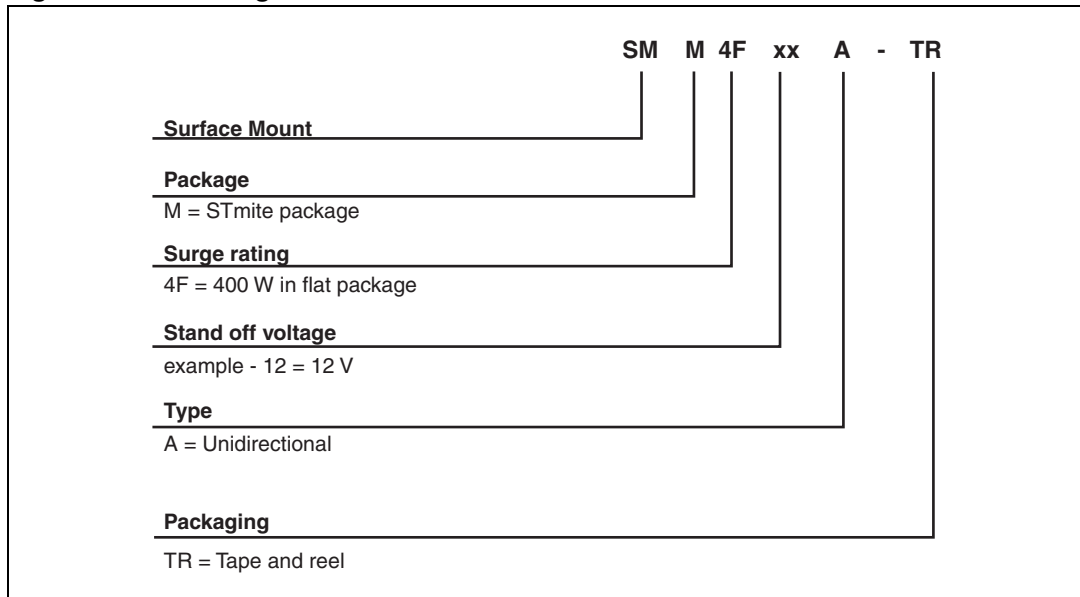 SM M 4F xx A - TR
Surface Mount
Package
M = STmite package
Surge rating
4F = 400 W in flat package
Stand off voltage
example - 12 = 12 V
Type
A = Unidirectional
Packaging
TR = Tape and reel